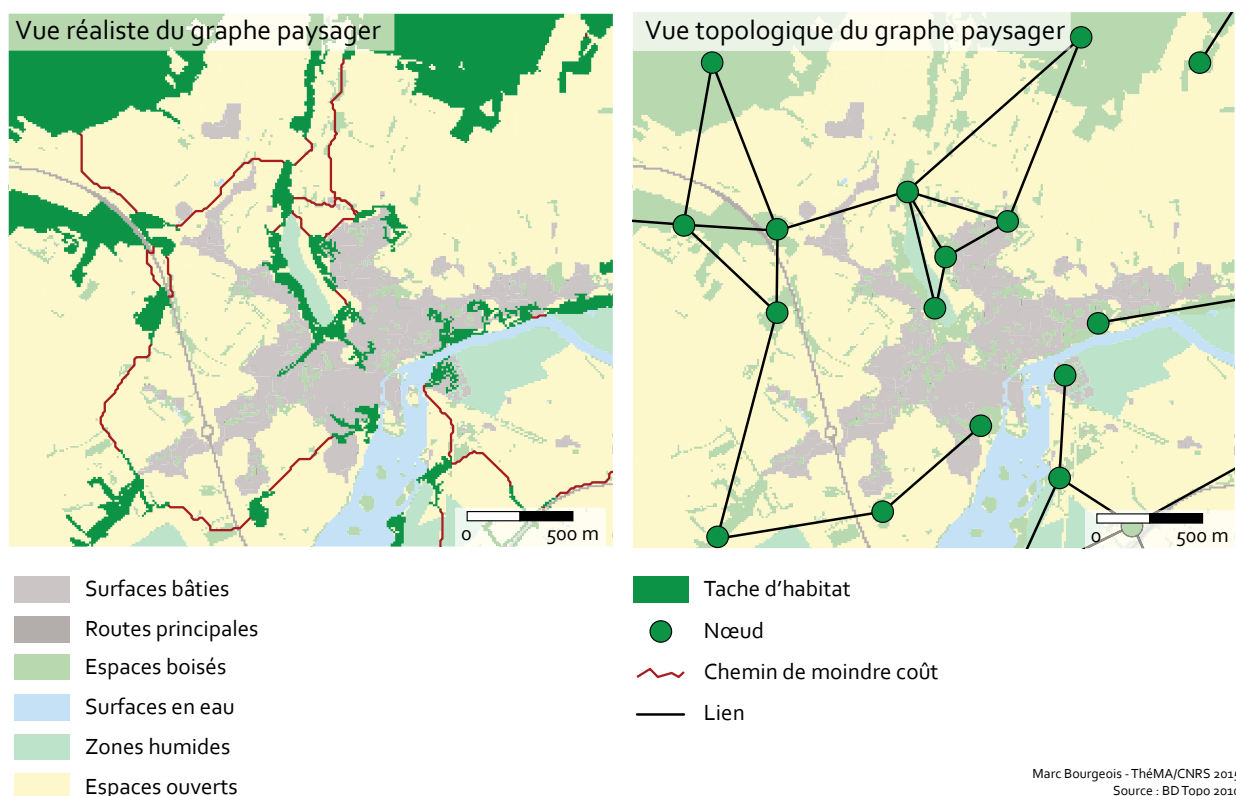 Vue réaliste du graphe paysager
Vue topologique du graphe paysager
0 500 m
0 500 m
Surfaces bâties
Routes principales
Espaces boisés
Surfaces en eau
Zones humides
Espaces ouverts
Tache d'habitat
Nœud
Chemin de moindre coût
Lien
Marc Bourgeois - ThéMA/CNRS 2015
Source : BD Topo 2010